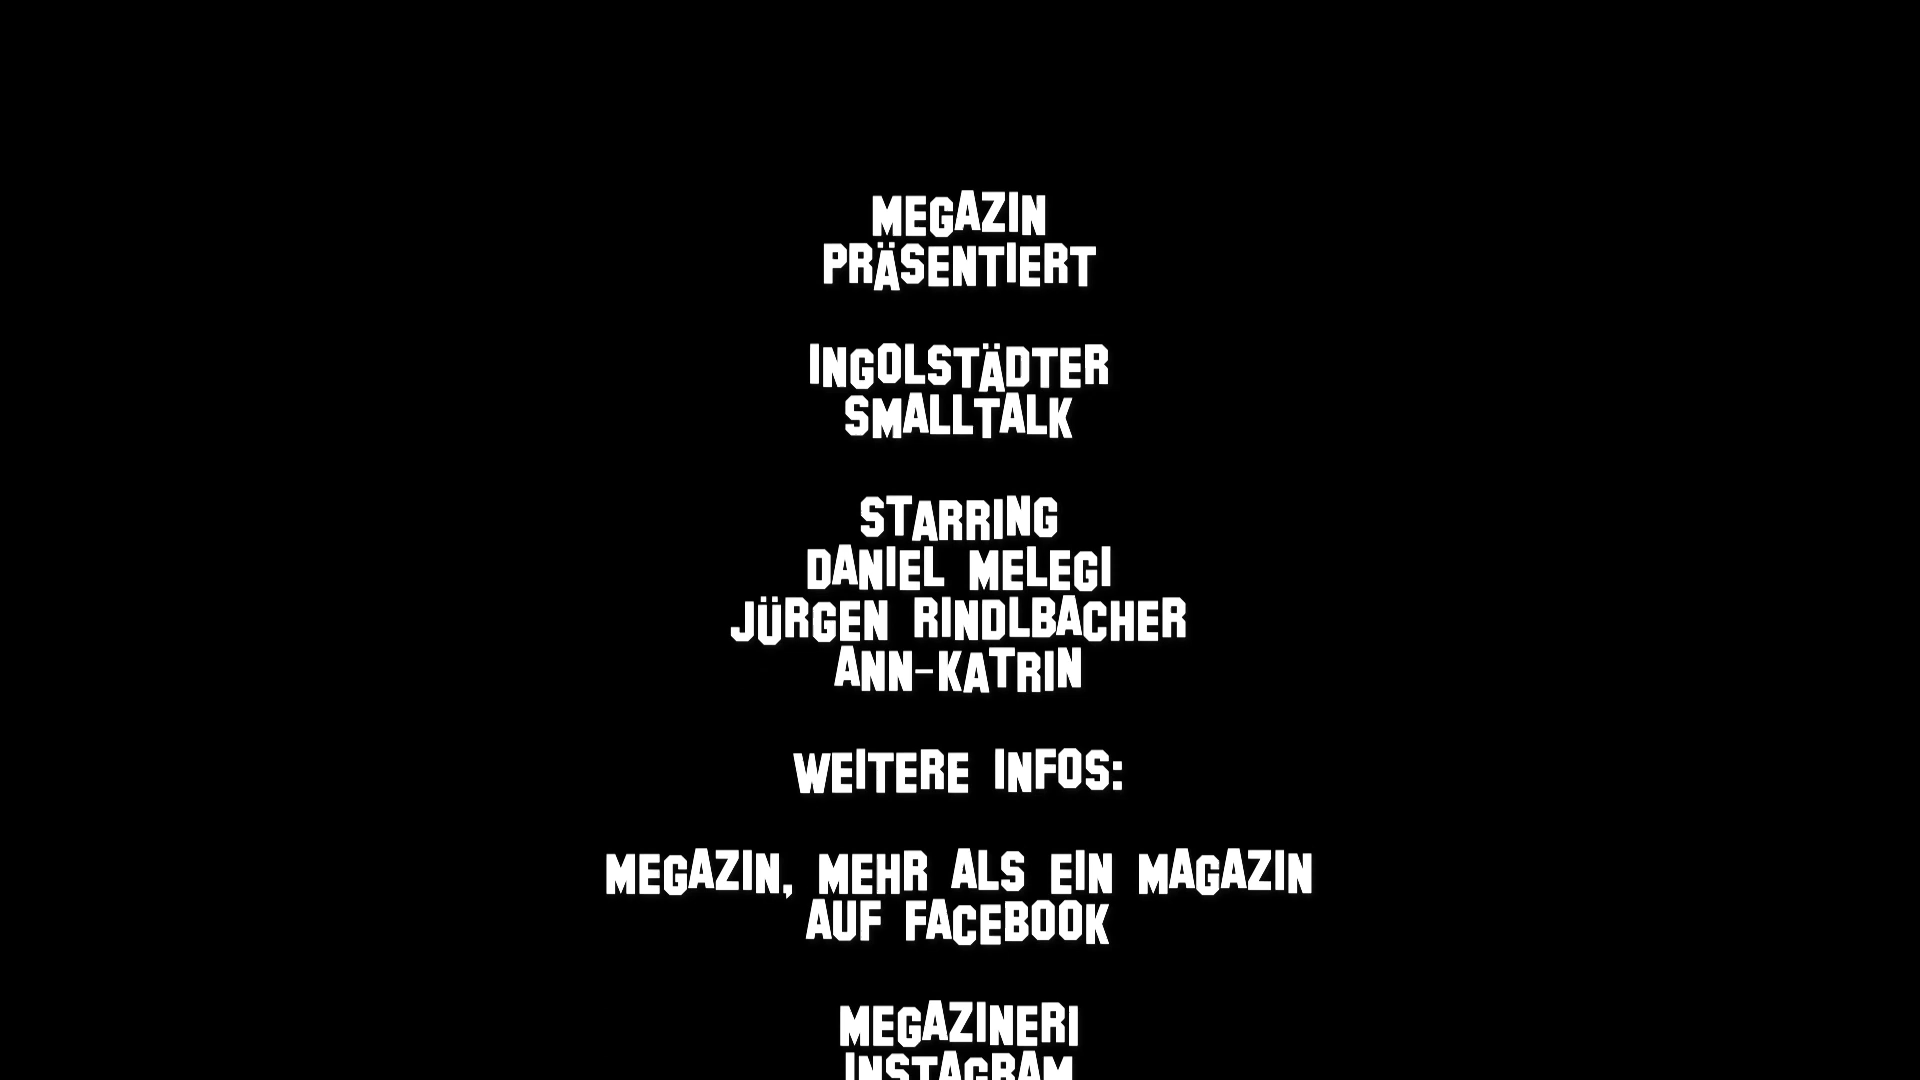 MEGAZIN
PRÄSENTIERT
INGOLSTÄDTER
SMALLTALK
STARRING
DANIEL MELEGI
JÜRGEN RINDLBACHER
ANN-KATRIN
WEITERE INFOS:
MEGAZIN, MEHR ALS EIN MAGAZIN
AUF FACEBOOK
MEGAZINERI
INSTAGRAM